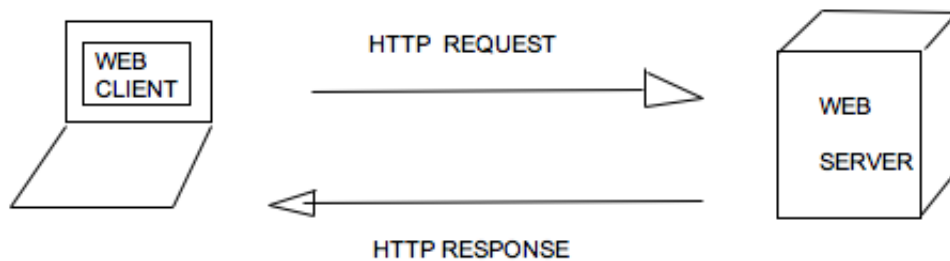 HTTP REQUEST
WEB
CLIENT
WEB
SERVER
HTTP RESPONSE